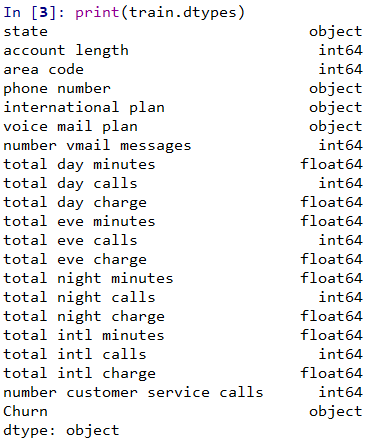 In [3]: print(train.dtypes)
state object
account length int64
area code int64
phone number object
international plan object
voice mail plan object
number vmail messages int64
total day minutes float64
total day calls int64
total day charge float64
total eve minutes float64
total eve calls int64
total eve charge float64
total night minutes float64
total night calls int64
total night charge float64
total intl minutes float64
total intl calls int64
total intl charge float64
number customer service calls int64
Churn object
dtype: object